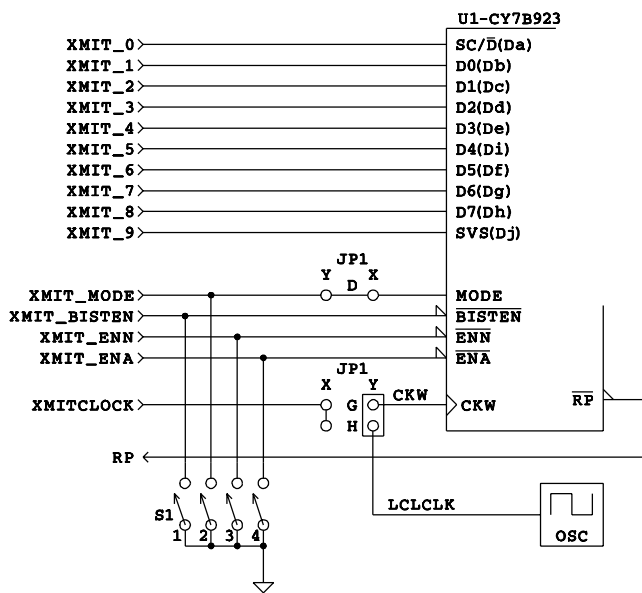 U1-CY7B923
XMIT_0 SC/D̅(Da)
XMIT_1 D0(Db)
XMIT_2 D1(Dc)
XMIT_3 D2(Dd)
XMIT_4 D3(De)
XMIT_5 D4(Di)
XMIT_6 D5(Df)
XMIT_7 D6(Dg)
XMIT_8 D7(Dh)
XMIT_9 SVS(Dj)
JP1
Y D X
XMIT_MODE MODE
XMIT_BISTEN BISTEN
XMIT_ENN ENN
XMIT_ENA ENA
JP1
X Y
XMITCLOCK G CKW CKW RP
H
RP
S1 LCLCLK
1 2 3 4 OSC